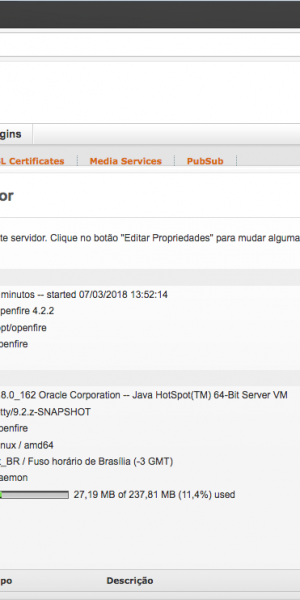 gins
L Certificates Media Services PubSub
or
te servidor. Clique no botão "Editar Propriedades" para mudar alguma
minutos -- started 07/03/2018 13:52:14
penfire 4.2.2
pt/openfire
penfire
8.0_162 Oracle Corporation -- Java HotSpot(TM) 64-Bit Server VM
tty/9.2.z-SNAPSHOT
penfire
nux / amd64
_BR / Fuso horário de Brasília (-3 GMT)
aemon
27,19 MB of 237,81 MB (11,4%) used
po Descrição